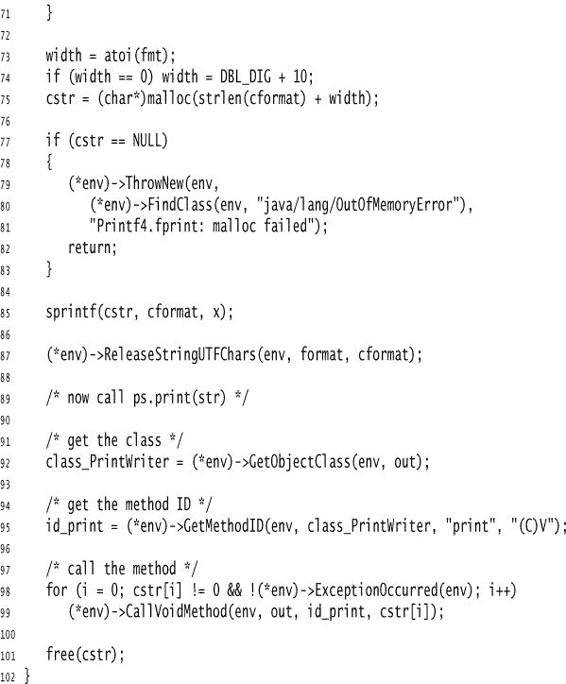 71 }
72
73 width = atoi(fmt);
74 if (width == 0) width = DBL_DIG + 10;
75 cstr = (char*)malloc(strlen(cformat) + width);
76
77 if (cstr == NULL)
78 {
79 (*env)->ThrowNew(env,
80 (*env)->FindClass(env, "java/lang/OutOfMemoryError"),
81 "Printf4.fprint: malloc failed");
82 return;
83 }
84
85 sprintf(cstr, cformat, x);
86
87 (*env)->ReleaseStringUTFChars(env, format, cformat);
88
89 /* now call ps.print(str) */
90
91 /* get the class */
92 class_PrintWriter = (*env)->GetObjectClass(env, out);
93
94 /* get the method ID */
95 id_print = (*env)->GetMethodID(env, class_PrintWriter, "print", "(C)V");
96
97 /* call the method */
98 for (i = 0; cstr[i] != 0 && !(*env)->ExceptionOccurred(env); i++)
99 (*env)->CallVoidMethod(env, out, id_print, cstr[i]);
100
101 free(cstr);
102 }